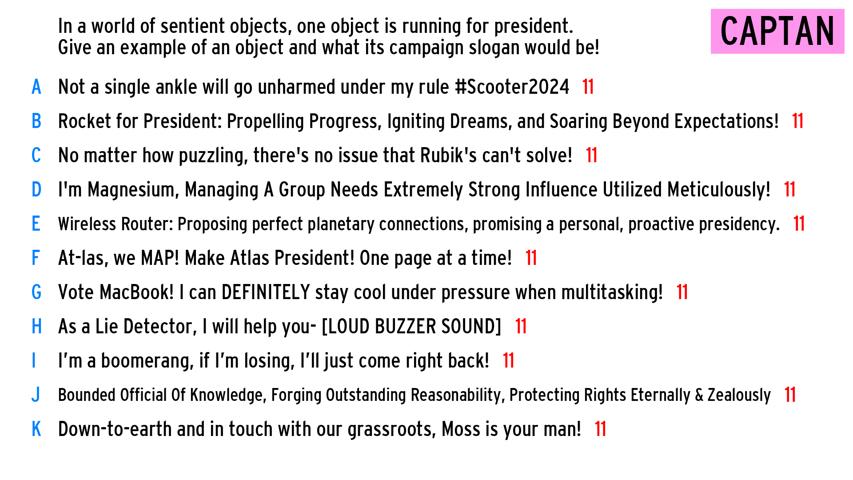 In a world of sentient objects, one object is running for president.
Give an example of an object and what its campaign slogan would be!
CAPTAN
A Not a single ankle will go unharmed under my rule #Scooter2024 11
B Rocket for President: Propelling Progress, Igniting Dreams, and Soaring Beyond Expectations! 11
C No matter how puzzling, there's no issue that Rubik's can't solve! 11
D I'm Magnesium, Managing A Group Needs Extremely Strong Influence Utilized Meticulously! 11
E Wireless Router: Proposing perfect planetary connections, promising a personal, proactive presidency. 11
F At-las, we MAP! Make Atlas President! One page at a time! 11
G Vote MacBook! I can DEFINITELY stay cool under pressure when multitasking! 11
H As a Lie Detector, I will help you- [LOUD BUZZER SOUND] 11
I I’m a boomerang, if I’m losing, I’ll just come right back! 11
J Bounded Official Of Knowledge, Forging Outstanding Reasonability, Protecting Rights Eternally & Zealously 11
K Down-to-earth and in touch with our grassroots, Moss is your man! 11